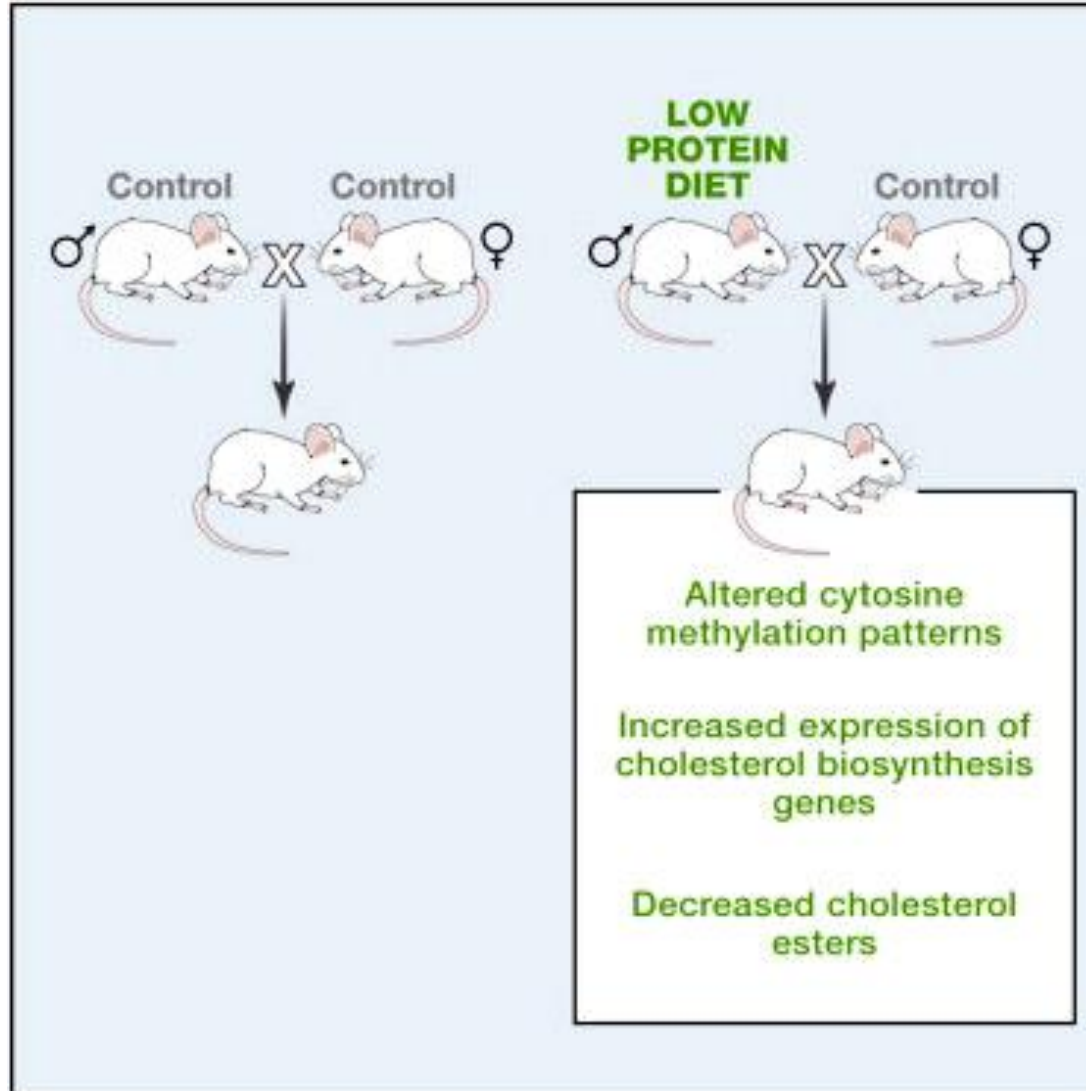 Control
Control
X
LOW
PROTEIN
DIET
Control
X
Altered cytosine
methylation patterns
Increased expression of
cholesterol biosynthesis
genes
Decreased cholesterol
esters